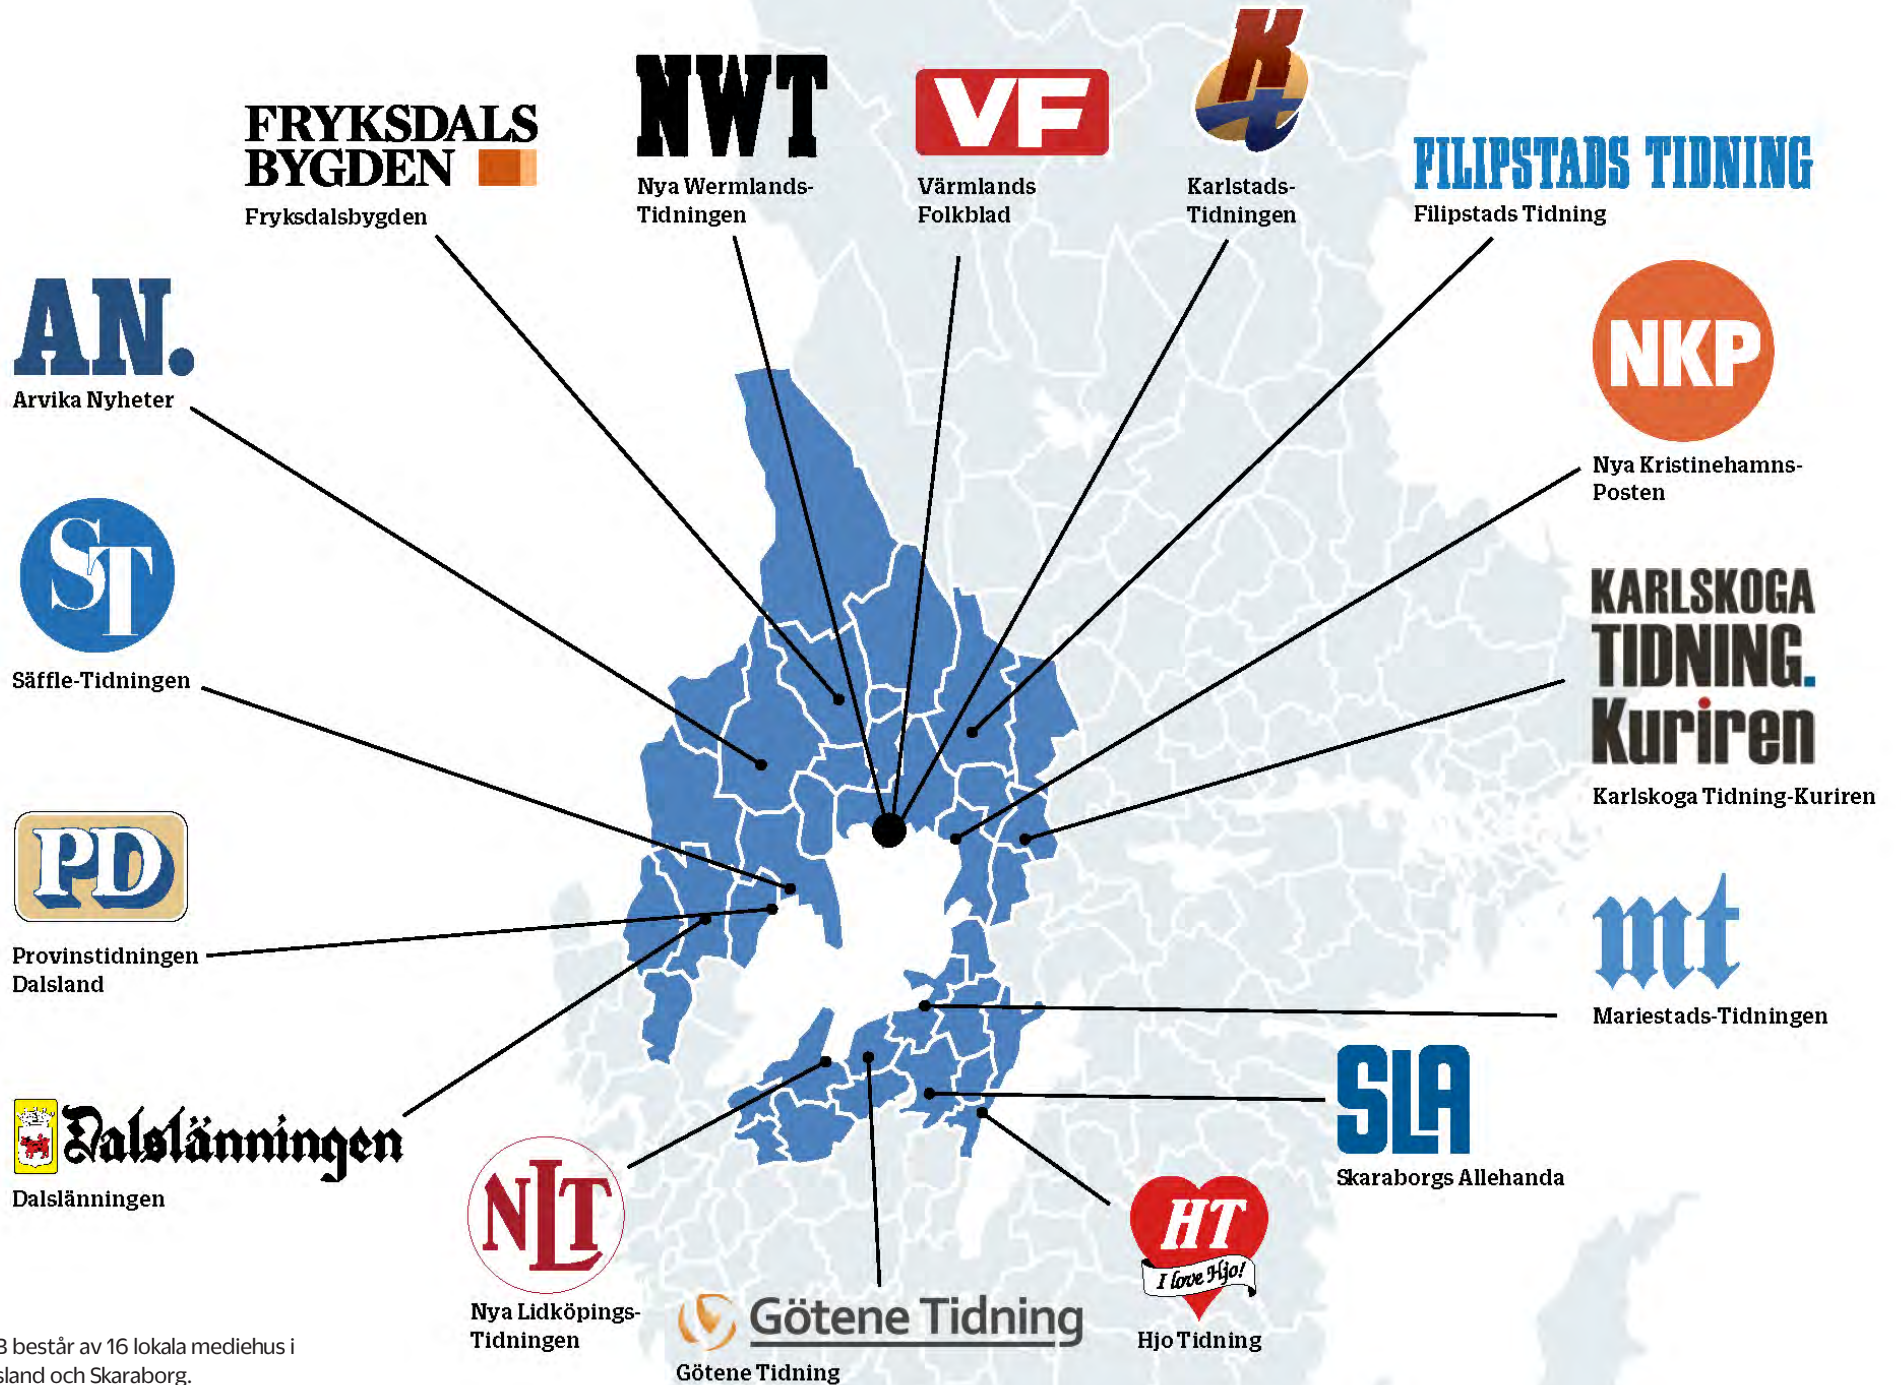 FRYKSDALS
BYGDEN
Fryksdalsbygden
NWT
Nya Wermlands-
Tidningen
VF
Värmlands
Folkblad
Kt
Karlstads-
Tidningen
FILIPSTADS TIDNING
Filipstads Tidning
AN.
Arvika Nyheter
NKP
Nya Kristinehamns-
Posten
ST
Säffle-Tidningen
KARLSKOGA
TIDNING.
Kuriren
Karlskoga Tidning-Kuriren
PD
Provinstidningen
Dalsland
mt
Mariestads-Tidningen
Dalslänningen
Dalslänningen
SLA
Skaraborgs Allehanda
NLT
Nya Lidköpings-
Tidningen
Götene Tidning
Götene Tidning
HT
I love Hjo!
Hjo Tidning
består av 16 lokala mediehus i
och Skaraborg.